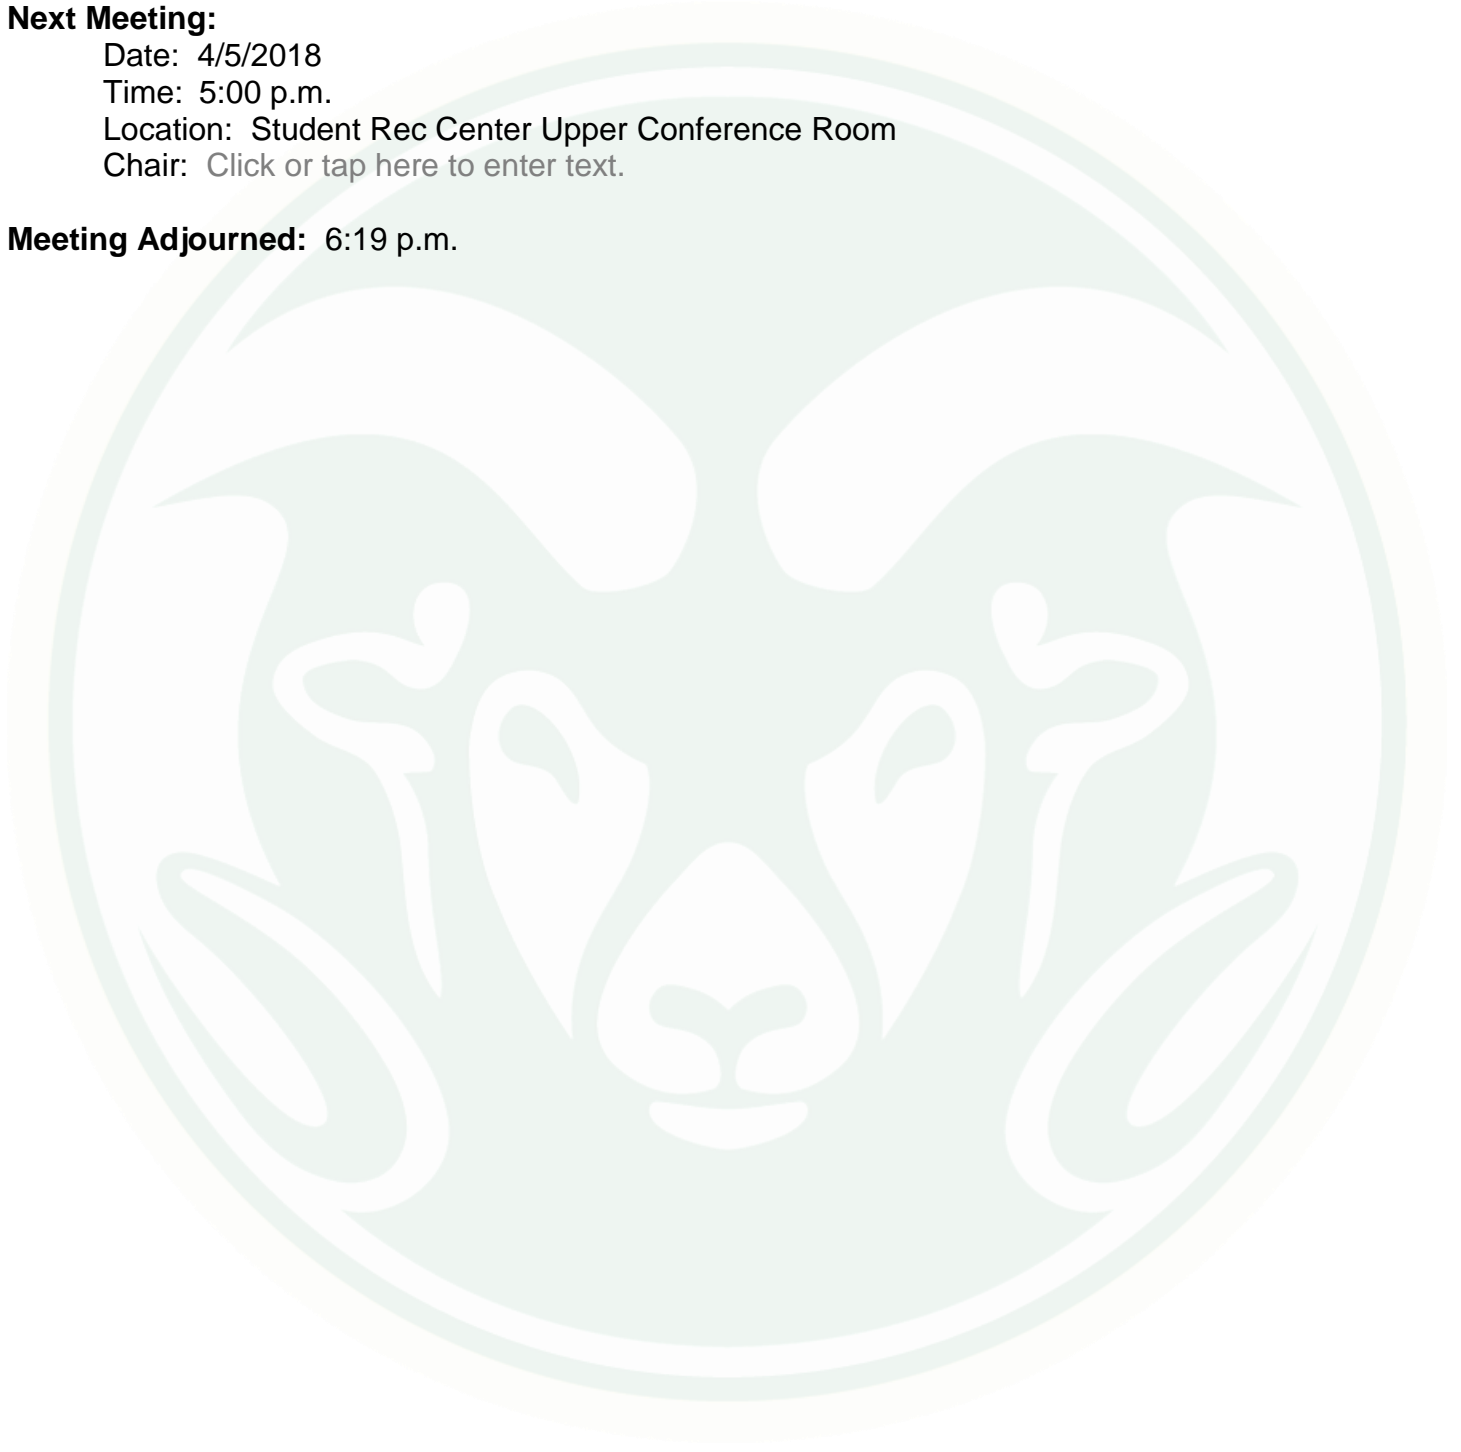 Next Meeting:
Date: 4/5/2018
Time: 5:00 p.m.
Location: Student Rec Center Upper Conference Room
Chair: Click or tap here to enter text.
Meeting Adjourned: 6:19 p.m.